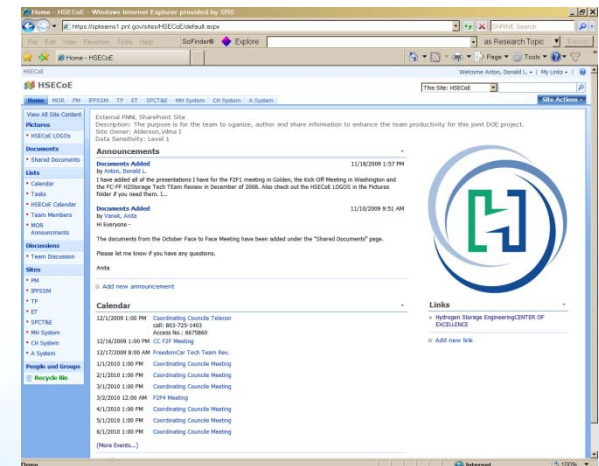 Home - HSECoE - Windows Internet Explorer provided by SRS
https://spteams1.pnl.gov/sites/HSECoE/default.aspx
File Edit View Favorites Tools Help
SciFinder® Explore
as Research Topic
Home - HSECoE
Page Tools
HSECoE
Welcome Anton, Donald L. | My Links
HSECoE
This Site: HSECoE
Home MOR PM IPPSSM TP ET SPCT&E MH System CH System A System
Site Actions
View All Site Content
Pictures
HSECoE LOGOs
Documents
Shared Documents
Lists
Calendar
Tasks
HSECoE Calendar
Team Members
MOR
Announcements
Discussions
Team Discussion
Sites
PM
IPPSSM
TP
ET
SPCT&E
MH System
CH System
A System
People and Groups
Recycle Bin
External PNNL SharePoint Site
Description: The purpose is for the team to oganize, author and share information to enhance the team productivity for this joint DOE project.
Site Owner: Alderson,Vilma I
Data Sensitivity: Level 1
Announcements
Documents Added 11/18/2009 1:57 PM
by Anton, Donald L.
I have added all of the presentations I have for the F2F1 meeting in Golden, the Kick-Off Meeting in Washington and
the FC-FF H2Storage Tech TEam Review in December of 2008. Also check out the HSECoE LOGOS in the Pictures
folder if you need them. L..
Documents Added 11/10/2009 9:51 AM
by Vanek, Anita
Hi Everyone -
The documents from the October Face to Face Meeting have been added under the "Shared Documents" page.
Please let me know if you have any questions.
Anita
Add new announcement
Calendar
12/1/2009 1:00 PM Coordinating Councile Telecon
call: 803-725-1403
Access No.: 6675860
12/16/2009 1:00 PM CC F2F Meeting
12/17/2009 8:00 AM FreedomCar Tech Team Rev.
1/1/2010 1:00 PM Coordinating Councile Meeting
2/1/2010 1:00 PM Coordinating Councile Meeting
3/1/2010 1:00 PM Coordinating Councile Meeting
3/2/2010 12:00 AM F2F4 Meeting
4/1/2010 1:00 PM Coordinating Councile Meeting
5/1/2010 1:00 PM Coordinating Councile Meeting
6/1/2010 1:00 PM Coordinating Councile Meeting
(More Events...)
Links
Hydrogen Storage EngineeringCENTER OF
EXCELLENCE
Add new link
Done
Internet
100%